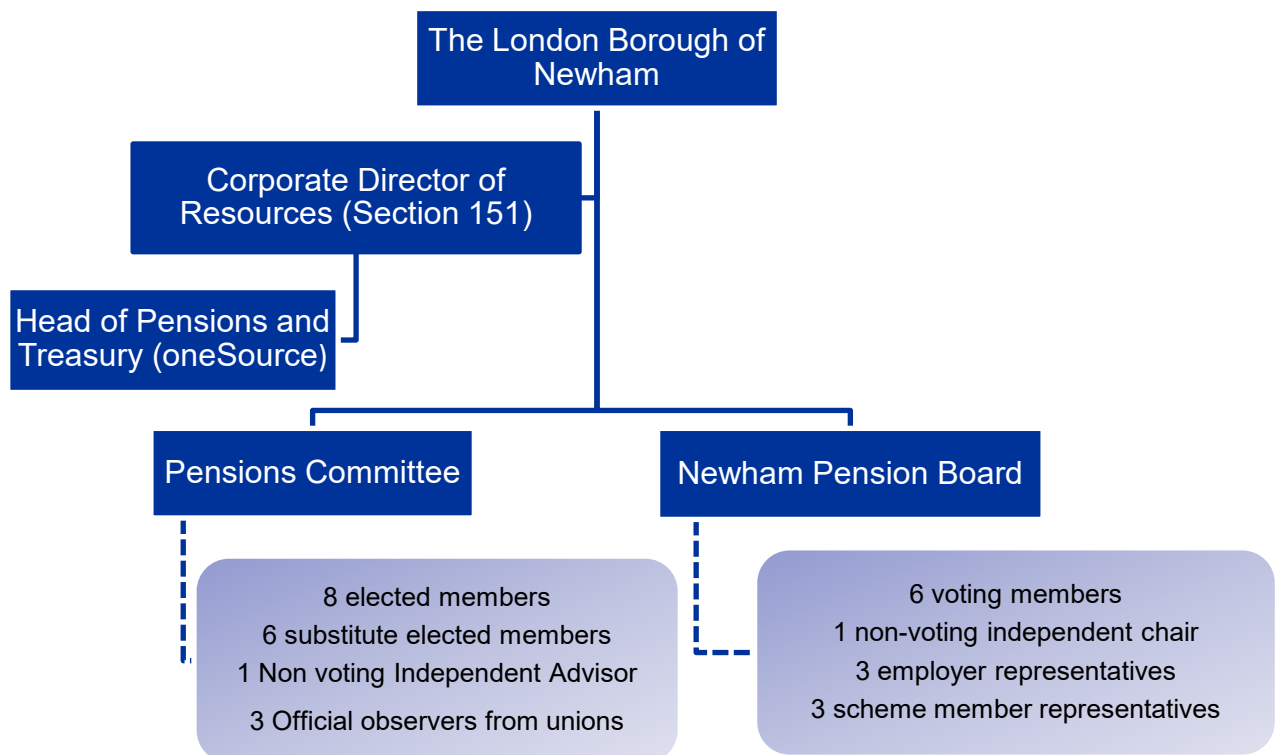 The London Borough of
Newham
Corporate Director of
Resources (Section 151)
Head of Pensions and
Treasury (oneSource)
Pensions Committee
Newham Pension Board
8 elected members
6 substitute elected members
1 Non voting Independent Advisor
3 Official observers from unions
6 voting members
1 non-voting independent chair
3 employer representatives
3 scheme member representatives